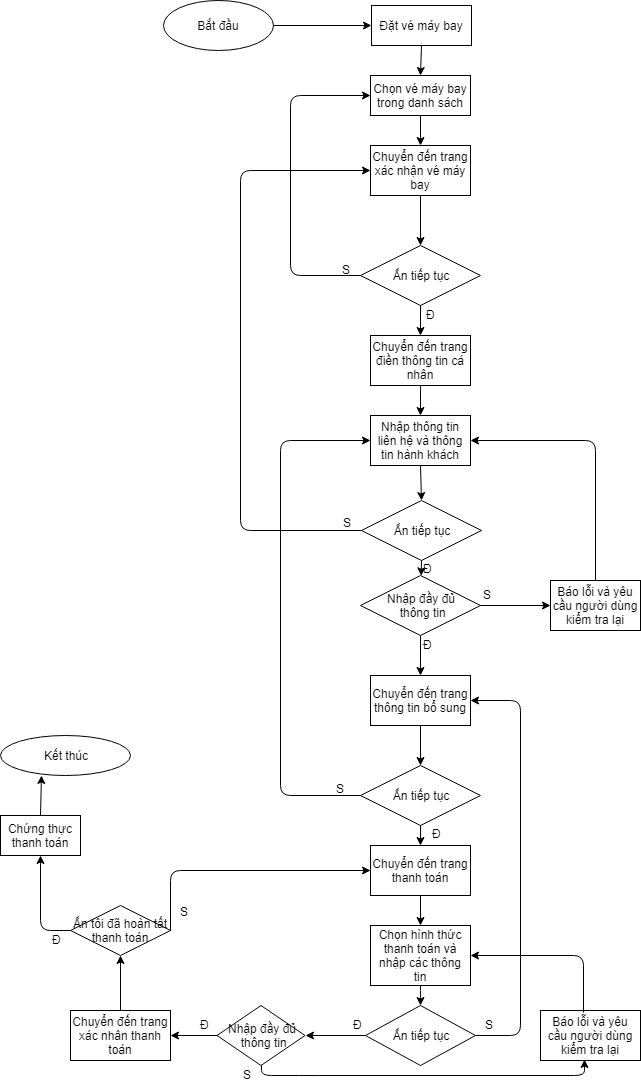 Bắt đầu
Đặt vé máy bay
Chọn vé máy bay
trong danh sách
Chuyển đến trang
xác nhận vé máy
bay
S
Ấn tiếp tục
Đ
Chuyển đến trang
điền thông tin cá
nhân
Nhập thông tin
liên hệ và thông
tin hành khách
S
Ấn tiếp tục
Đ
Nhập đầy đủ
thông tin
S
Báo lỗi và yêu
cầu người dùng
kiểm tra lại
Đ
Chuyển đến trang
thông tin bổ sung
Kết thúc
S
Ấn tiếp tục
Đ
Chứng thực
thanh toán
Chuyển đến trang
thanh toán
S
Ấn tôi đã hoàn tất
thanh toán
Đ
Chọn hình thức
thanh toán và
nhập các thông
tin
Chuyển đến trang
xác nhân thanh
toán
Đ
Nhập đầy đủ
thông tin
Đ
Ấn tiếp tục
S
Báo lỗi và yêu
cầu người dùng
kiểm tra lại
S